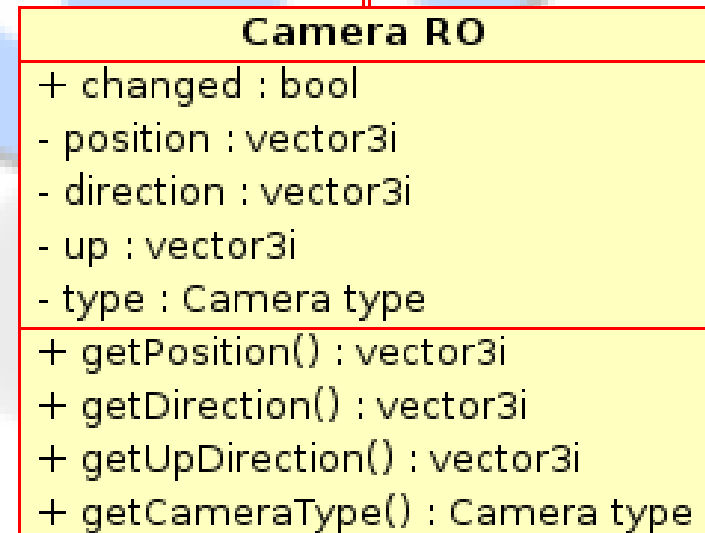 Camera RO
+ changed : bool
- position : vector3i
- direction : vector3i
- up : vector3i
- type : Camera type
+ getPosition() : vector3i
+ getDirection() : vector3i
+ getUpDirection() : vector3i
+ getCameraType() : Camera type